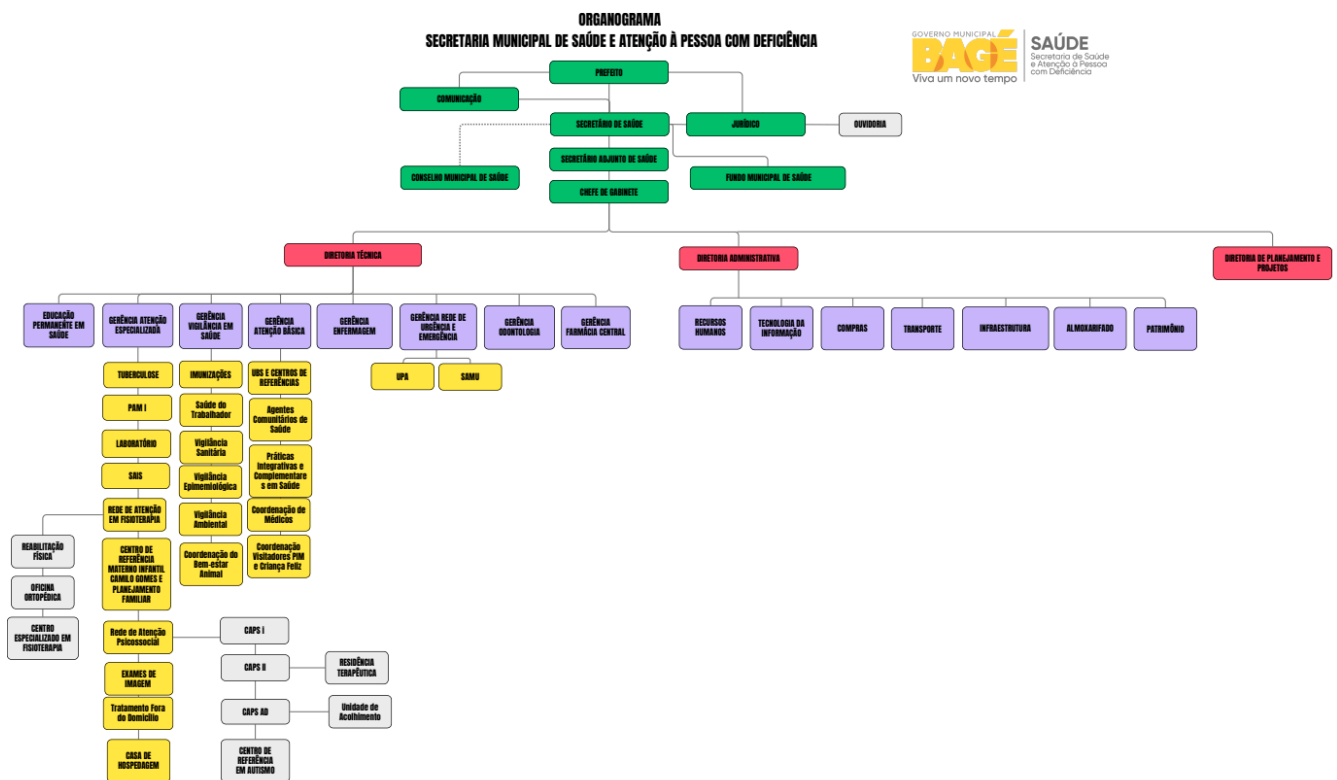 ORGANOGRAMA
SECRETARIA MUNICIPAL DE SAÚDE E ATENÇÃO À PESSOA COM DEFICIÊNCIA
GOVERNO MUNICIPAL
BAGÉ
Viva um novo tempo
SAÚDE
Secretaria de Saúde
e Atenção à Pessoa
com Deficiência
PREFEITO
COMUNICAÇÃO
SECRETÁRIO DE SAÚDE
JURÍDICO
OUVIDORIA
SECRETÁRIO ADJUNTO DE SAÚDE
CONSELHO MUNICIPAL DE SAÚDE
FUNDO MUNICIPAL DE SAÚDE
CHEFE DE GABINETE
DIRETORIA TÉCNICA
DIRETORIA ADMINISTRATIVA
DIRETORIA DE PLANEJAMENTO E
PROJETOS
EDUCAÇÃO
PERMANENTE EM
SAÚDE
GERÊNCIA ATENÇÃO
ESPECIALIZADA
GERÊNCIA
VIGILÂNCIA EM
SAÚDE
GERÊNCIA
ATENÇÃO BÁSICA
GERÊNCIA
ENFERMAGEM
GERÊNCIA REDE DE
URGÊNCIA E
EMERGÊNCIA
GERÊNCIA
ODONTOLOGIA
GERÊNCIA
FARMÁCIA CENTRAL
RECURSOS
HUMANOS
TECNOLOGIA DA
INFORMAÇÃO
COMPRAS
TRANSPORTE
INFRAESTRUTURA
ALMOXARIFADO
PATRIMÔNIO
TUBERCULOSE
PAM I
LABORATÓRIO
SAIS
REDE DE ATENÇÃO
EM FISIOTERAPIA
REABILITAÇÃO
FÍSICA
OFICINA
ORTOPÉDICA
CENTRO
ESPECIALIZADO EM
FISIOTERAPIA
CENTRO DE
REFERÊNCIA
MATERNO INFANTIL
CAMILO GOMES E
PLANEJAMENTO
FAMILIAR
Rede de Atenção
Psicossocial
EXAMES DE
IMAGEM
Tratamento Fora
do Domicílio
CASA DE
HOSPEDAGEM
IMUNIZAÇÕES
Saúde do
Trabalhador
Vigilância
Sanitária
Vigilância
Epimemiológica
Vigilância
Ambiental
Coordenação do
Bem-estar
Animal
UBS E CENTROS DE
REFERÊNCIAS
Agentes
Comunitários de
Saúde
Práticas
Integrativas e
Complementare
s em Saúde
Coordenação de
Médicos
Coordenação
Visitadores PIM
e Criança Feliz
UPA
SAMU
CAPS I
CAPS II
RESIDÊNCIA
TERAPÊUTICA
CAPS AD
Unidade de
Acolhimento
CENTRO DE
REFERÊNCIA
EM AUTISMO